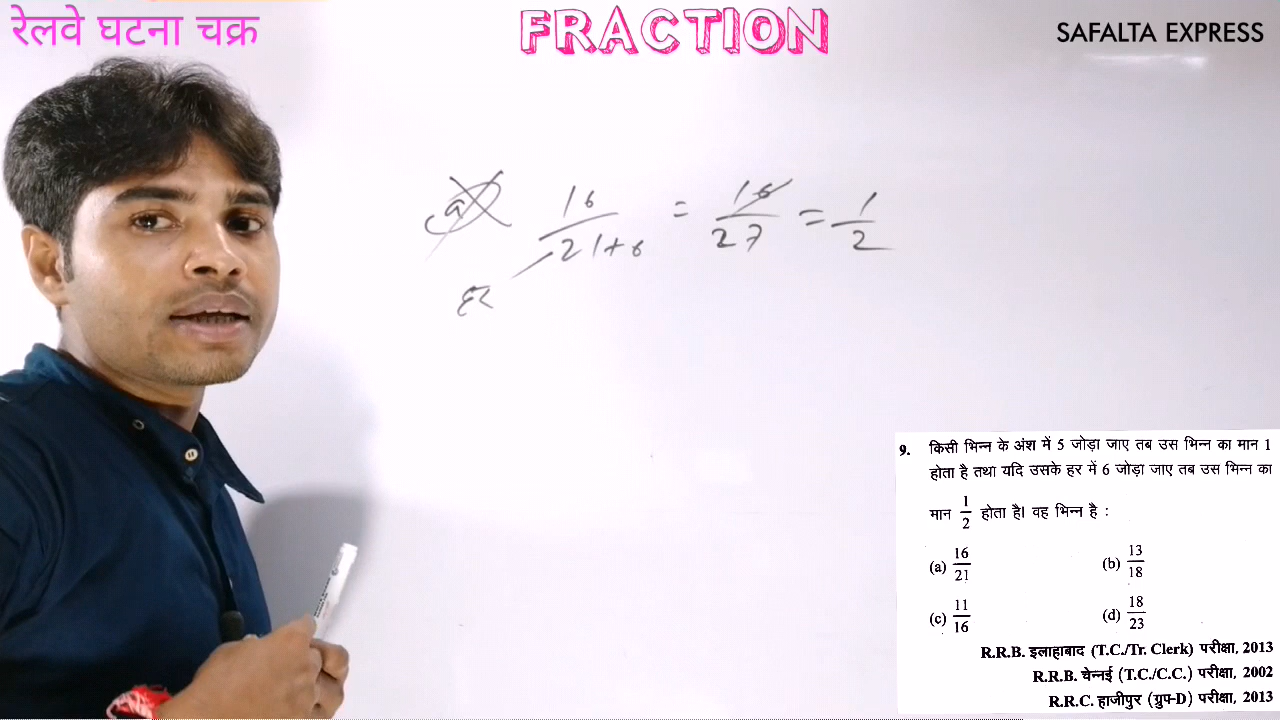 रेलवे घटना चक्र
FRACTION
SAFALTA EXPRESS
a 16/21+6 = 16/27 = 1/2
हर
9. किसी भिन्न के अंश में 5 जोड़ा जाए तब उस भिन्न का मान 1
होता है तथा यदि उसके हर में 6 जोड़ा जाए तब उस भिन्न का
मान 1/2 होता है। वह भिन्न है :
(a) 16/21 (b) 13/18
(c) 11/16 (d) 18/23
R.R.B. इलाहाबाद (T.C./Tr. Clerk) परीक्षा, 2013
R.R.B. चेन्नई (T.C./C.C.) परीक्षा, 2002
R.R.C. हाजीपुर (ग्रुप-D) परीक्षा, 2013